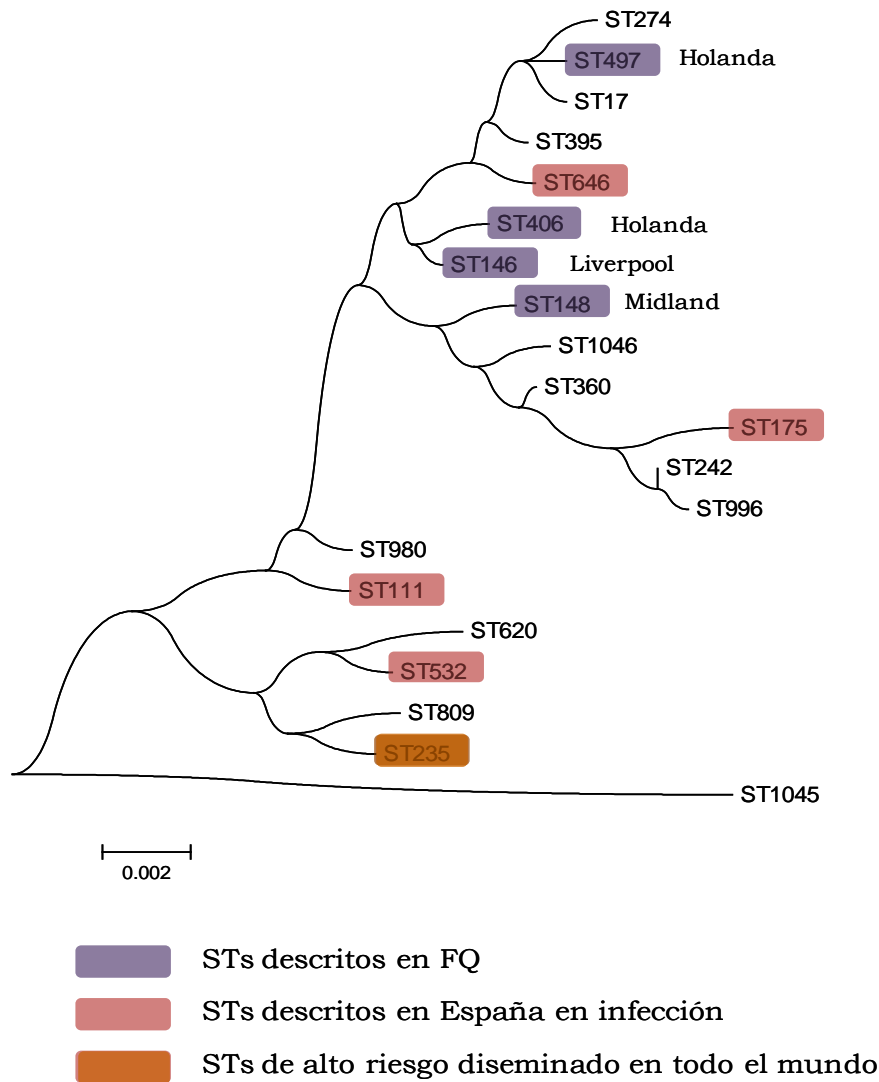 ST274
ST497 Holanda
ST17
ST395
ST646
ST406 Holanda
ST146 Liverpool
ST148 Midland
ST1046
ST360
ST175
ST242
ST996
ST980
ST111
ST620
ST532
ST809
ST235
ST1045
0.002
STs descritos en FQ
STs descritos en España en infección
STs de alto riesgo diseminado en todo el mundo